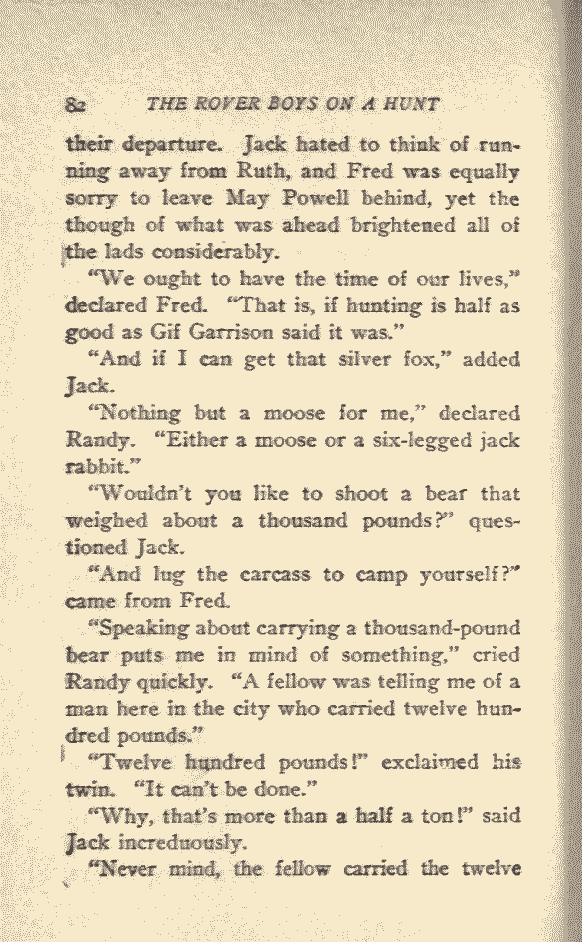 82 THE ROVER BOYS ON A HUNT
their departure. Jack hated to think of run-
ning away from Ruth, and Fred was equally
sorry to leave May Powell behind, yet the
though of what was ahead brightened all of
the lads considerably.
“We ought to have the time of our lives,”
declared Fred. “That is, if hunting is half as
good as Gif Garrison said it was.”
“And if I can get that silver fox,” added
Jack.
“Nothing but a moose for me,” declared
Randy. “Either a moose or a six-legged jack
rabbit.”
“Wouldn’t you like to shoot a bear that
weighed about a thousand pounds?” ques-
tioned Jack.
“And lug the carcass to camp yourself?”
came from Fred.
“Speaking about carrying a thousand-pound
bear puts me in mind of something,” cried
Randy quickly. “A fellow was telling me of a
man here in the city who carried twelve hun-
dred pounds.”
“Twelve hundred pounds!” exclaimed his
twin. “It can’t be done.”
“Why, that’s more than a half a ton!” said
Jack increduously.
“Never mind, the fellow carried the twelve